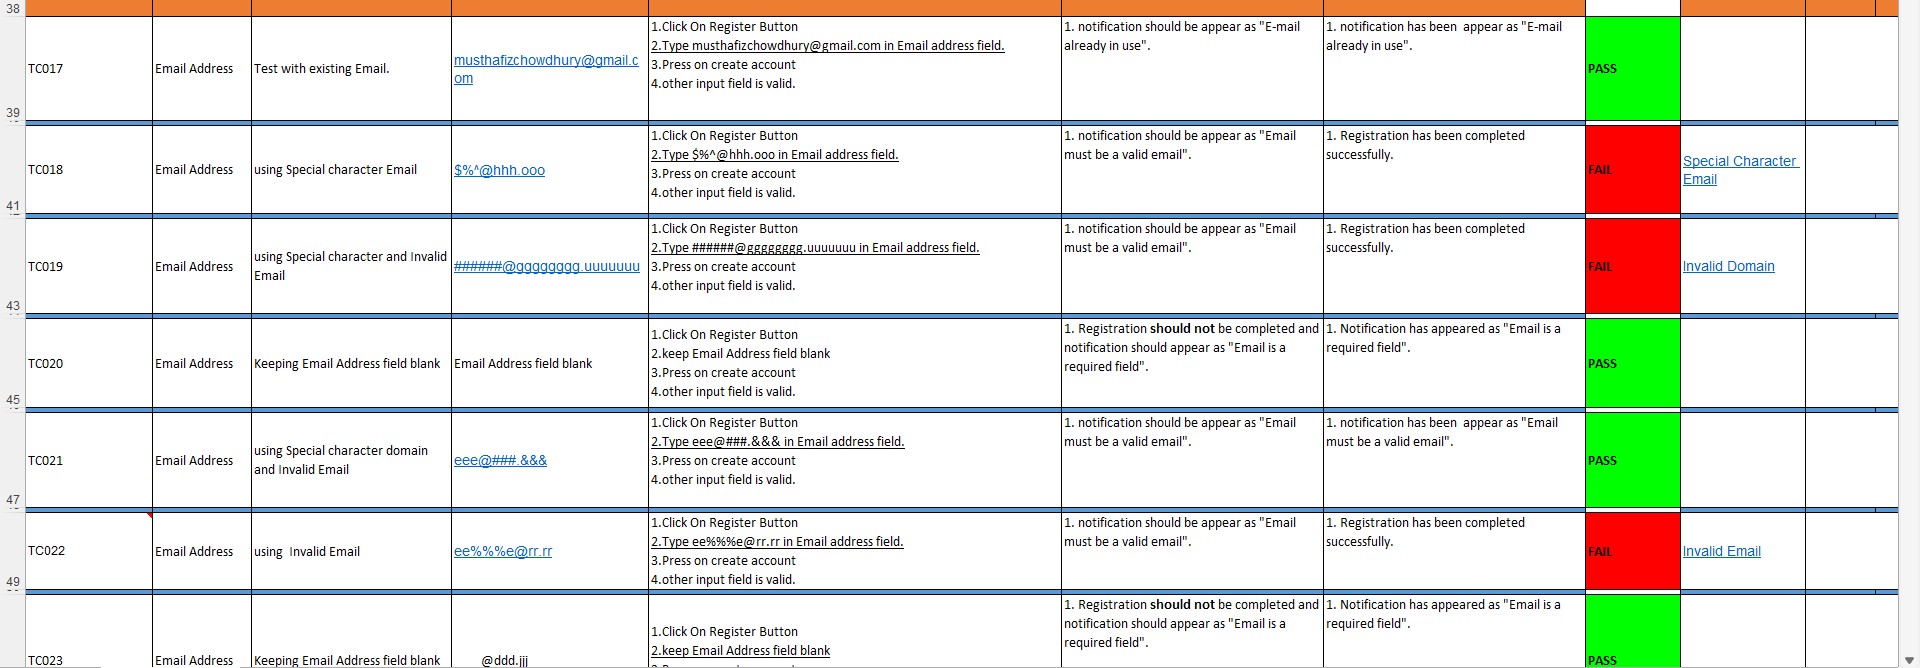 38
TC017
Email Address
Test with existing Email.
musthafizchowdhury@gmail.c
om
1.Click On Register Button
2.Type musthafizchowdhury@gmail.com in Email address field.
3.Press on create account
4.other input field is valid.
1. notification should be appear as "E-mail
already in use".
1. notification has been  appear as "E-mail
already in use".
PASS
39
TC018
Email Address
using Special character Email
$%^@hhh.ooo
1.Click On Register Button
2.Type $%^@hhh.ooo in Email address field.
3.Press on create account
4.other input field is valid.
1. notification should be appear as "Email
must be a valid email".
1. Registration has been completed
successfully.
FAIL
Special Character
Email
41
TC019
Email Address
using Special character and Invalid
Email
######@gggggggg.uuuuuuu
1.Click On Register Button
2.Type ######@gggggggg.uuuuuuu in Email address field.
3.Press on create account
4.other input field is valid.
1. notification should be appear as "Email
must be a valid email".
1. Registration has been completed
successfully.
FAIL
Invalid Domain
43
TC020
Email Address
Keeping Email Address field blank
Email Address field blank
1.Click On Register Button
2.keep Email Address field blank
3.Press on create account
4.other input field is valid.
1. Registration should not be completed and
notification should appear as "Email is a
required field".
1. Notification has appeared as "Email is a
required field".
PASS
45
TC021
Email Address
using Special character domain
and Invalid Email
eee@###.&&&
1.Click On Register Button
2.Type eee@###.&&& in Email address field.
3.Press on create account
4.other input field is valid.
1. notification should be appear as "Email
must be a valid email".
1. notification has been  appear as "Email
must be a valid email".
PASS
47
TC022
Email Address
using  Invalid Email
ee%%%e@rr.rr
1.Click On Register Button
2.Type ee%%%e@rr.rr in Email address field.
3.Press on create account
4.other input field is valid.
1. notification should be appear as "Email
must be a valid email".
1. Registration has been completed
successfully.
FAIL
Invalid Email
49
TC023
Email Address
Keeping Email Address field blank
@ddd.jjj
1.Click On Register Button
2.keep Email Address field blank
1. Registration should not be completed and
notification should appear as "Email is a
required field".
1. Notification has appeared as "Email is a
required field".
PASS